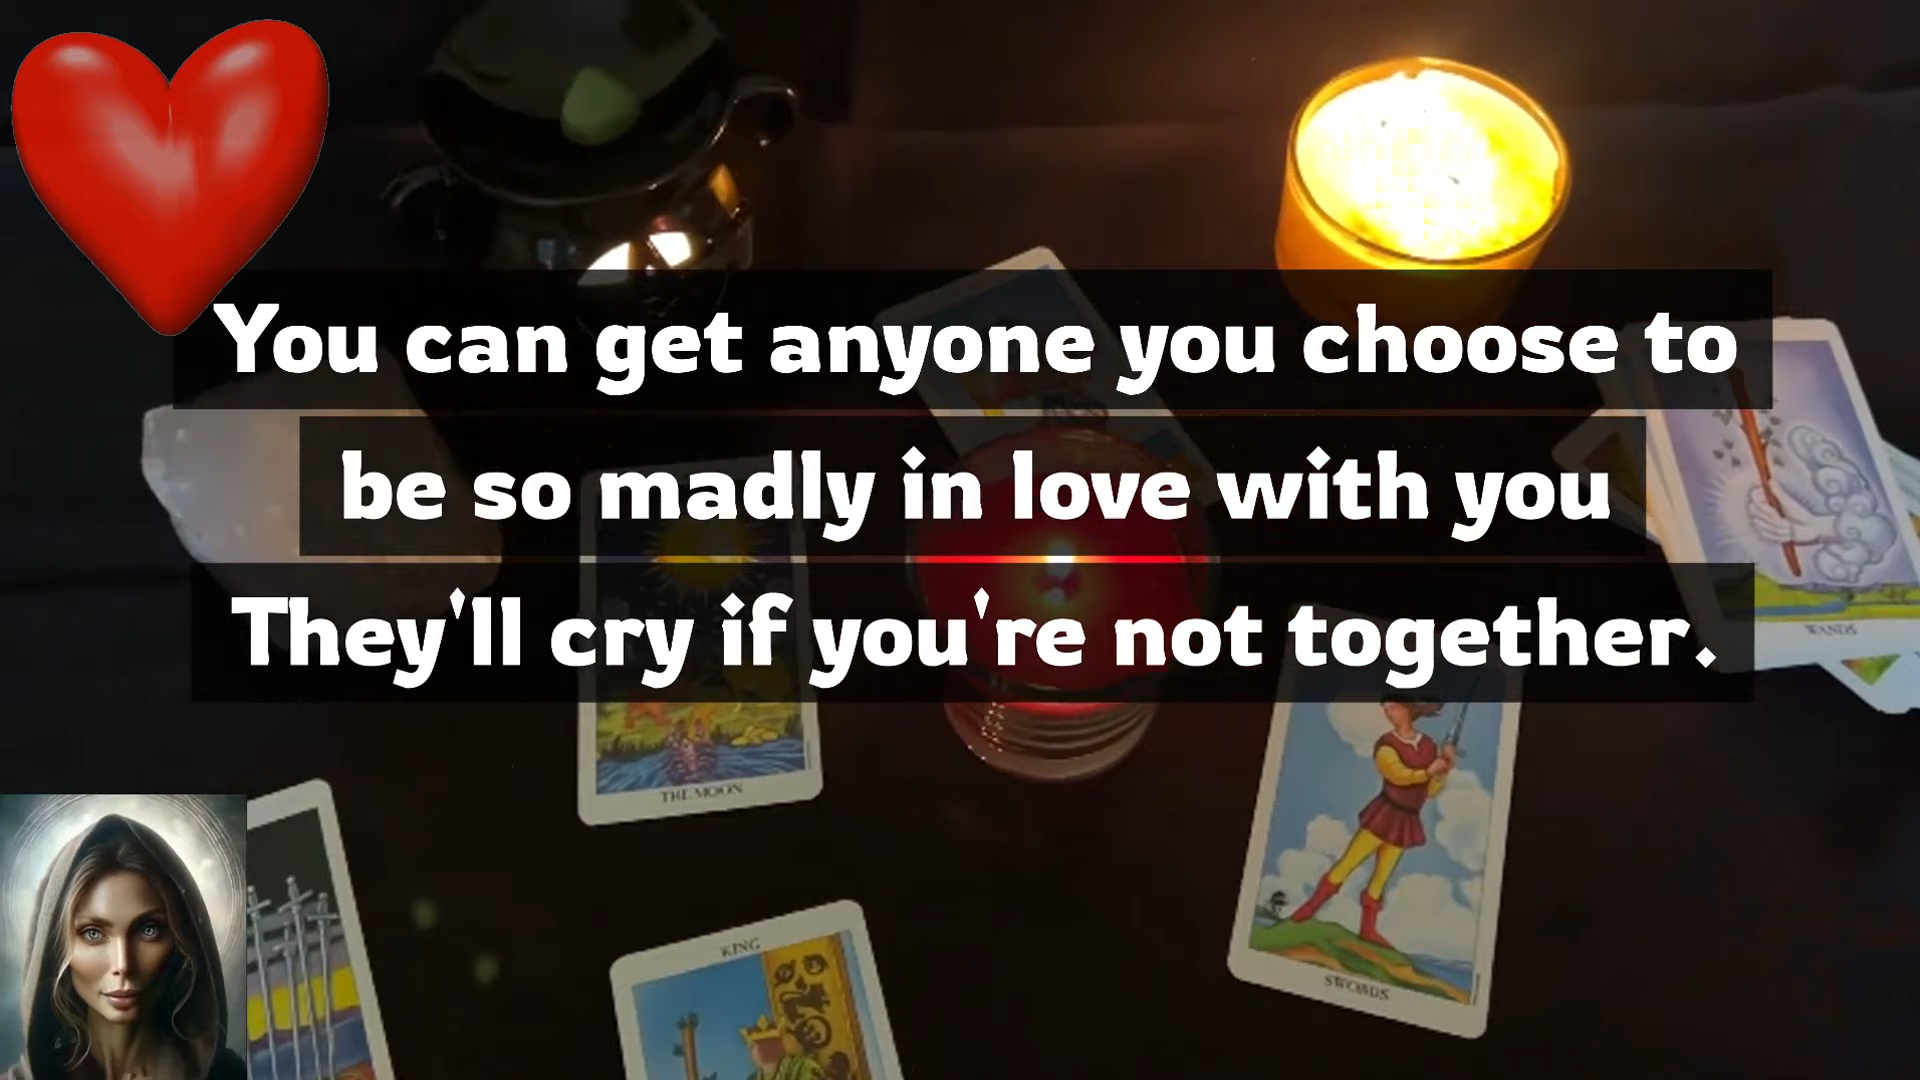 You can get anyone you choose to
be so madly in love with you
They'll cry if you're not together.
WANDS
THE MOON
KING
SWORDS